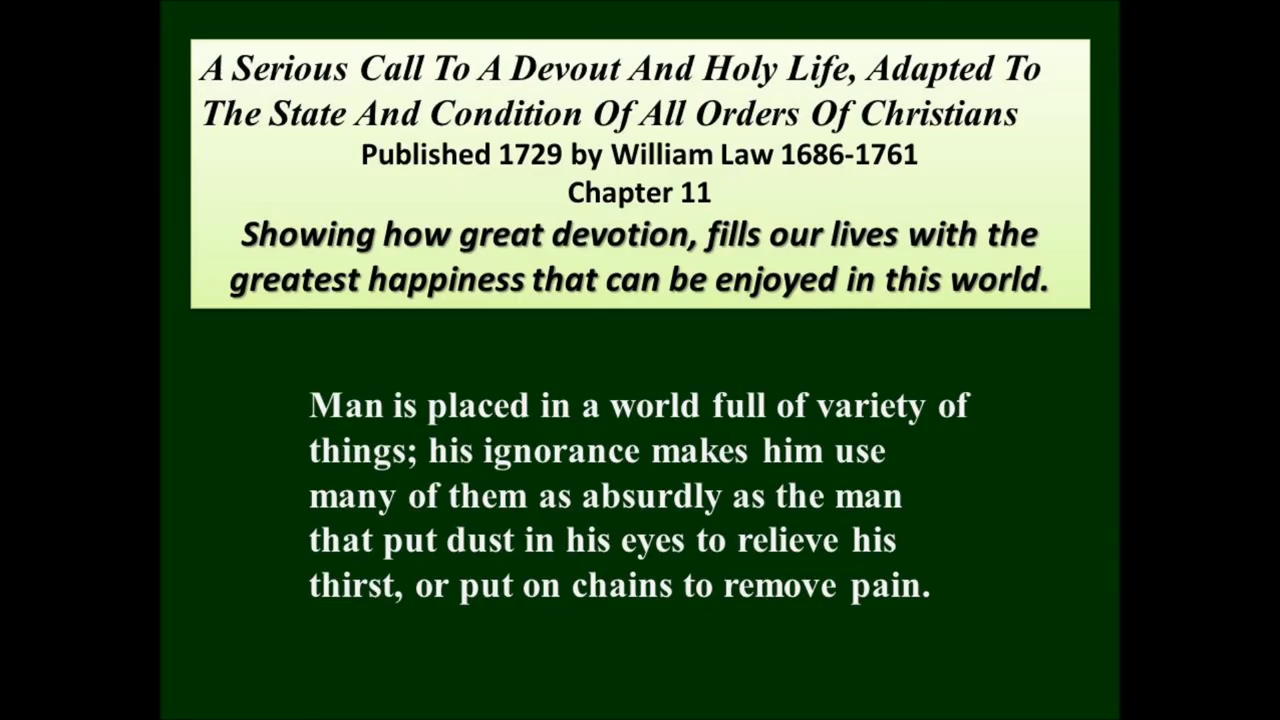 A Serious Call To A Devout And Holy Life, Adapted To
The State And Condition Of All Orders Of Christians
Published 1729 by William Law 1686-1761
Chapter 11
Showing how great devotion, fills our lives with the
greatest happiness that can be enjoyed in this world.
Man is placed in a world full of variety of
things; his ignorance makes him use
many of them as absurdly as the man
that put dust in his eyes to relieve his
thirst, or put on chains to remove pain.